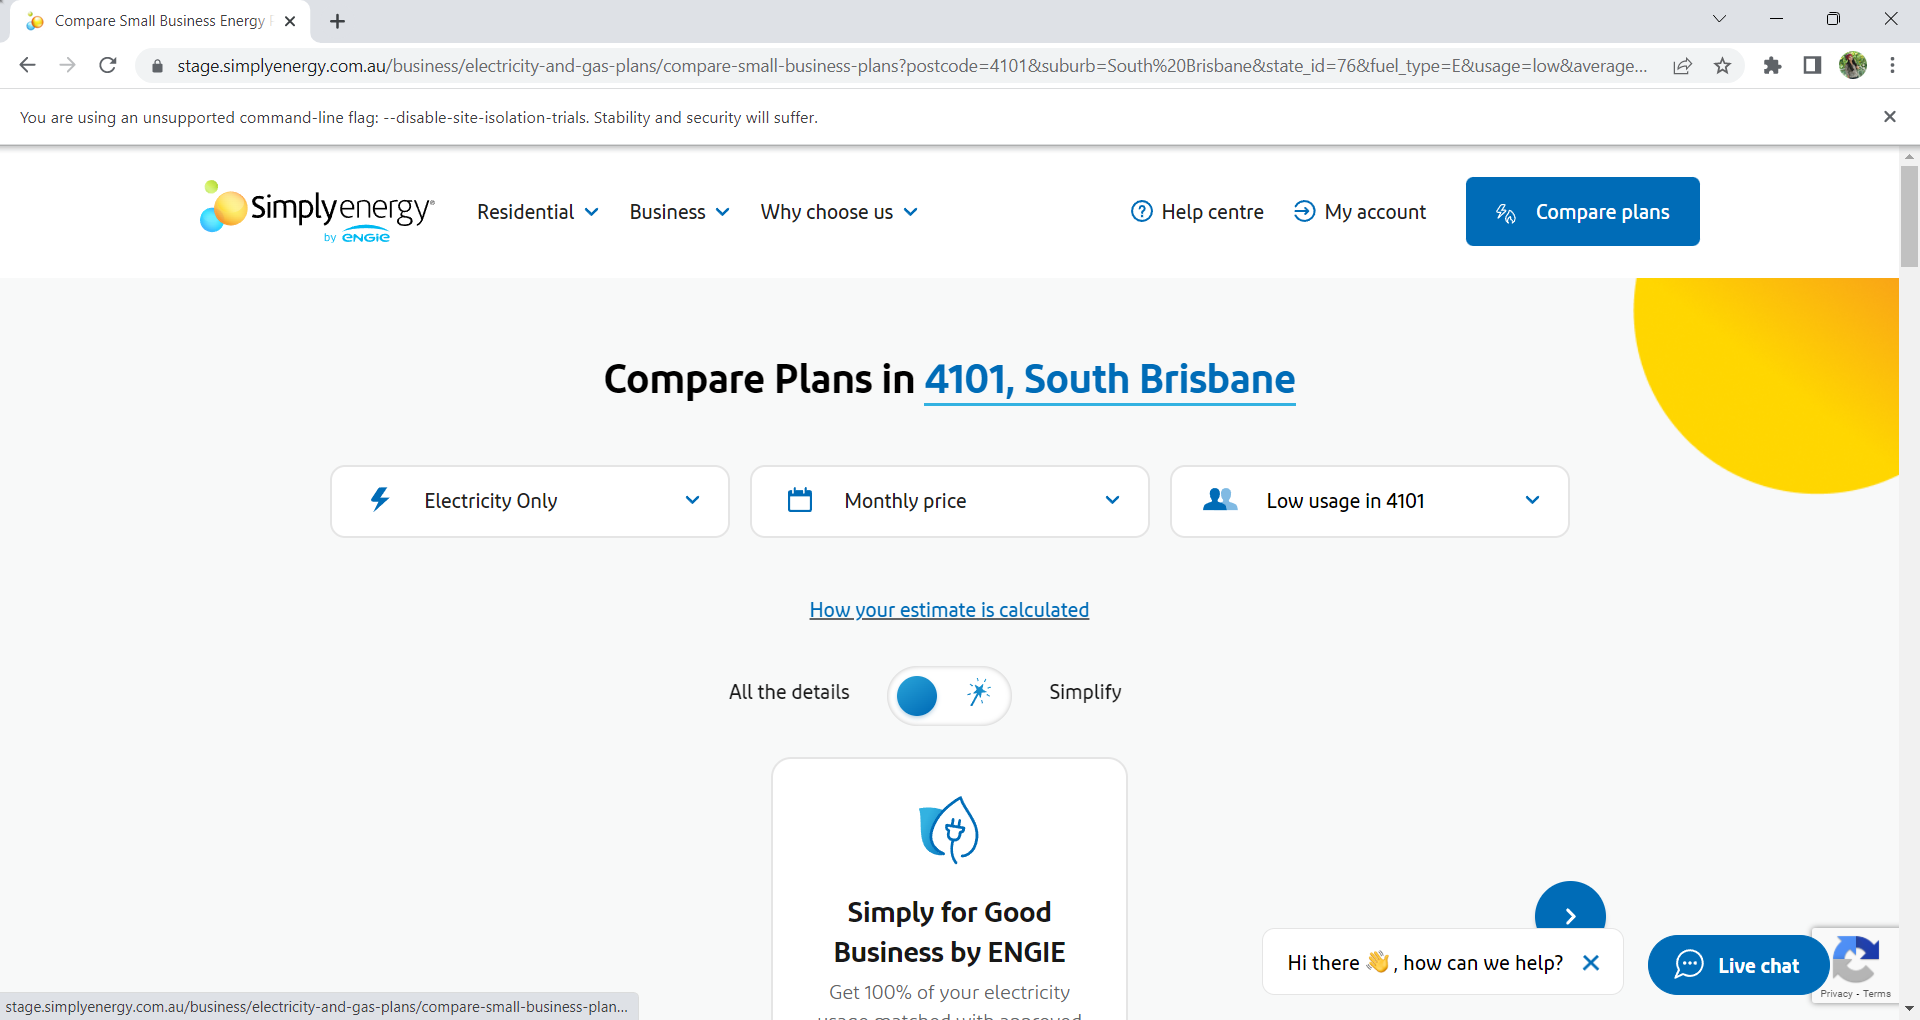 Compare Small Business Energy
stage.simplyenergy.com.au/business/electricity-and-gas-plans/compare-small-business-plans?postcode=4101&suburb=South%20Brisbane&state_id=76&fuel_type=E&usage=low&average...
You are using an unsupported command-line flag: --disable-site-isolation-trials. Stability and security will suffer.
Simplyenergy®
by ENGIE
Residential
Business
Why choose us
Help centre
My account
Compare plans
Compare Plans in 4101, South Brisbane
Electricity Only
Monthly price
Low usage in 4101
How your estimate is calculated
All the details
Simplify
Simply for Good
Business by ENGIE
Get 100% of your electricity
usage matched with approved
Hi there 👋, how can we help?
Live chat
Privacy - Terms
stage.simplyenergy.com.au/business/electricity-and-gas-plans/compare-small-business-plan...